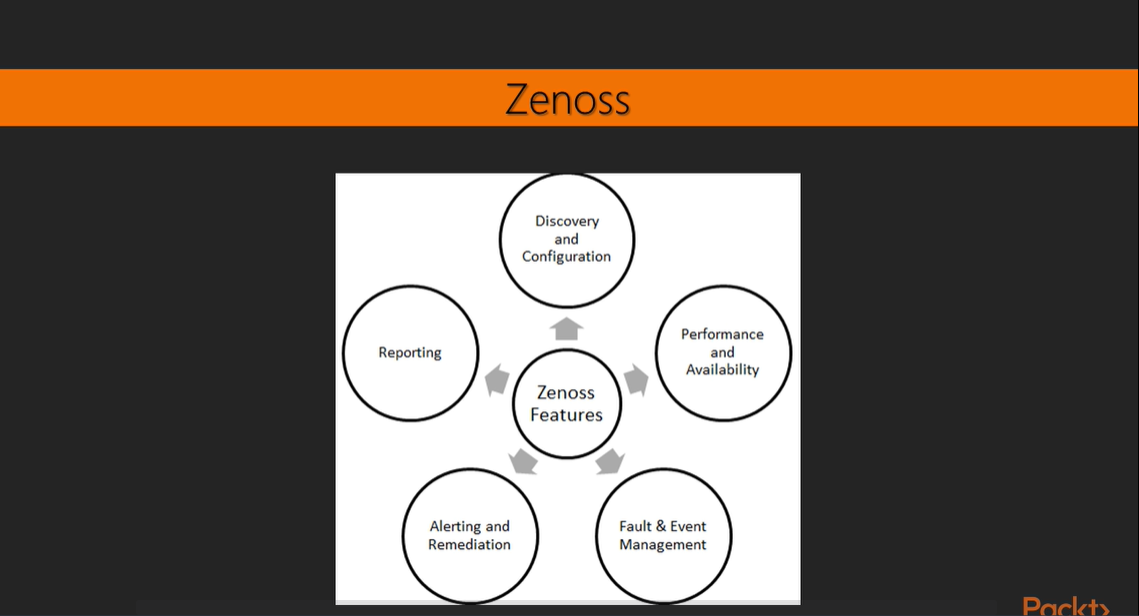 Zenoss
Discovery
and
Configuration
Performance
and
Availability
Reporting
Zenoss
Features
Alerting and
Remediation
Fault & Event
Management
Packt>